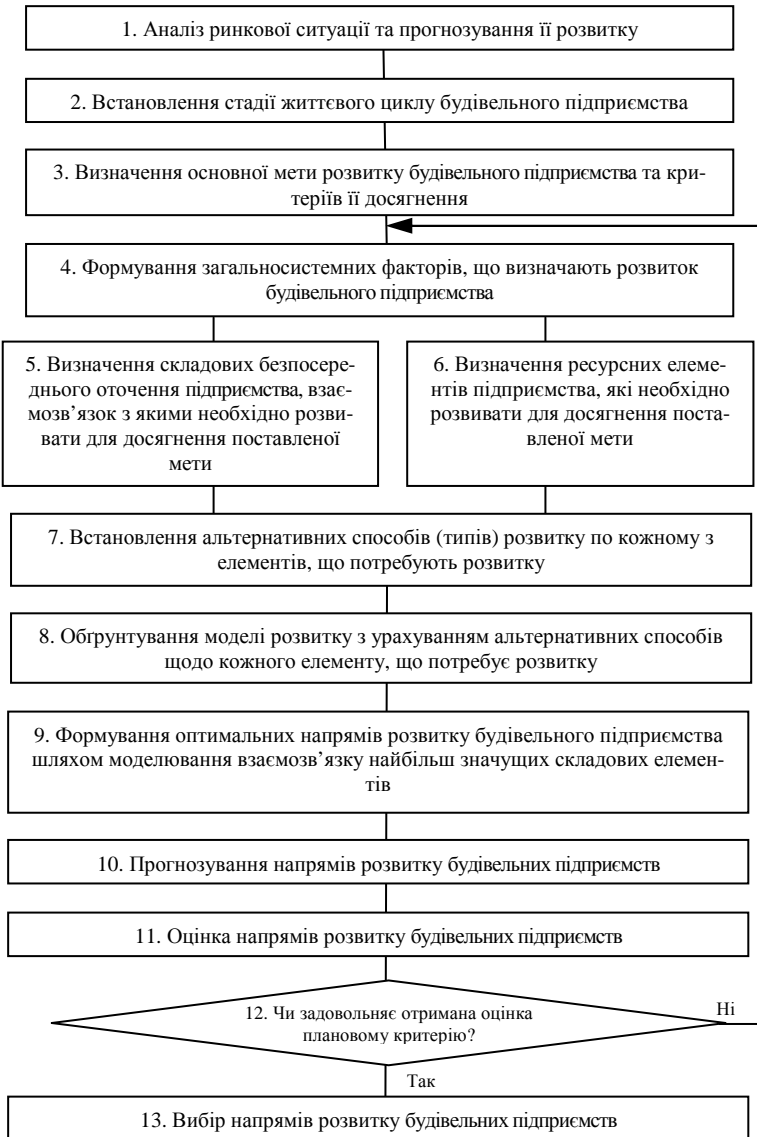 1. Аналіз ринкової ситуації та прогнозування її розвитку
2. Встановлення стадії життєвого циклу будівельного підприємства
3. Визначення основної мети розвитку будівельного підприємства та кри-
теріїв її досягнення
4. Формування загальносистемних факторів, що визначають розвиток
будівельного підприємства
5. Визначення складових безпосере-
днього оточення підприємства, взає-
мозв’язок з якими необхідно розви-
вати для досягнення поставленої
мети
6. Визначення ресурсних елеме-
нтів підприємства, які необхідно
розвивати для досягнення поста-
вленої мети
7. Встановлення альтернативних способів (типів) розвитку по кожному з
елементів, що потребують розвитку
8. Обґрунтування моделі розвитку з урахуванням альтернативних способів
щодо кожного елементу, що потребує розвитку
9. Формування оптимальних напрямів розвитку будівельного підприємства
шляхом моделювання взаємозв’язку найбільш значущих складових елемен-
тів
10. Прогнозування напрямів розвитку будівельних підприємств
11. Оцінка напрямів розвитку будівельних підприємств
12. Чи задовольняє отримана оцінка
плановому критерію?
Ні
Так
13. Вибір напрямів розвитку будівельних підприємств